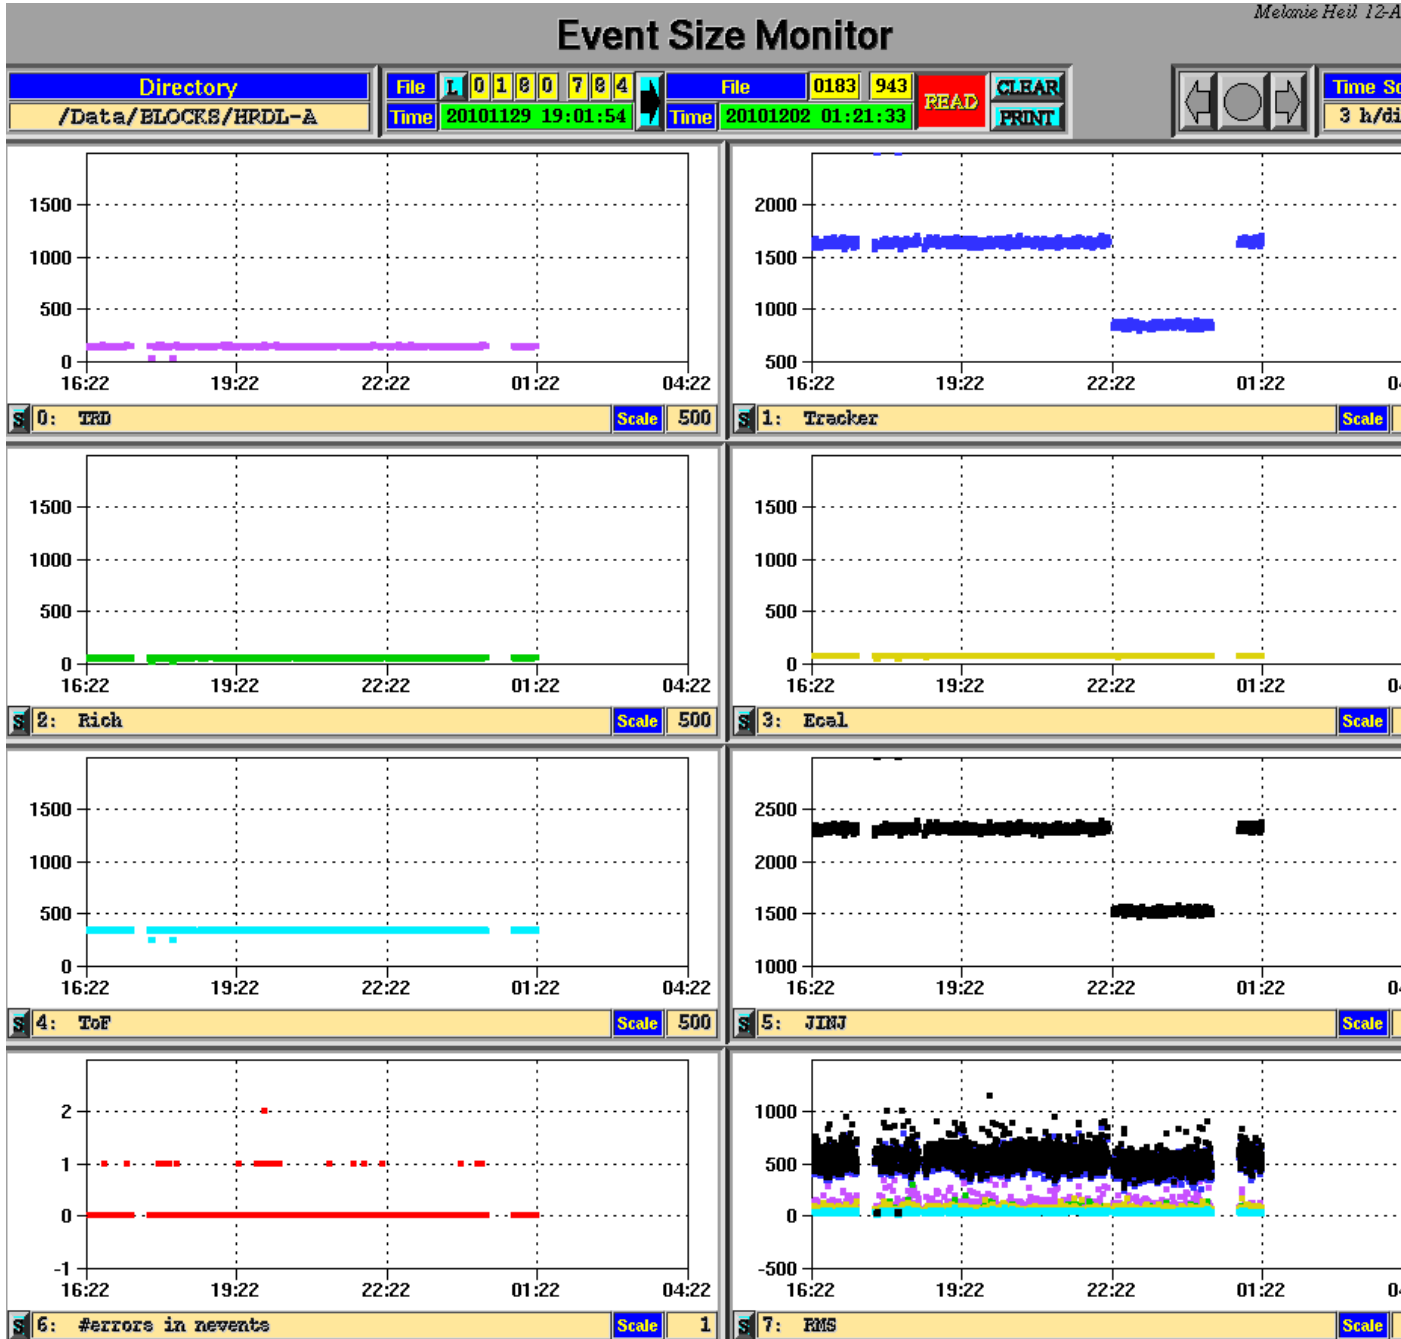 Melanie Heil 12-A
Event Size Monitor
Directory
/Data/BLOCKS/HRDL-A
File L 0 1 8 0 7 8 4
Time 20101129 19:01:54
File 0183 943
Time 20101202 01:21:33
READ
CLEAR
PRINT
Time Sc
3 h/di
1500
1000
500
0
16:22 19:22 22:22 01:22 04:22
S 0: TRD Scale 500
2000
1500
1000
500
16:22 19:22 22:22 01:22 0
S 1: Tracker Scale
1500
1000
500
0
16:22 19:22 22:22 01:22 04:22
S 2: Rich Scale 500
1500
1000
500
0
16:22 19:22 22:22 01:22 0
S 3: Ecal Scale
1500
1000
500
0
16:22 19:22 22:22 01:22 04:22
S 4: ToF Scale 500
2500
2000
1500
1000
16:22 19:22 22:22 01:22 0
S 5: JINJ Scale
2
1
0
-1
16:22 19:22 22:22 01:22 04:22
S 6: #errors in nevents Scale 1
1000
500
0
-500
16:22 19:22 22:22 01:22 0
S 7: RMS Scale